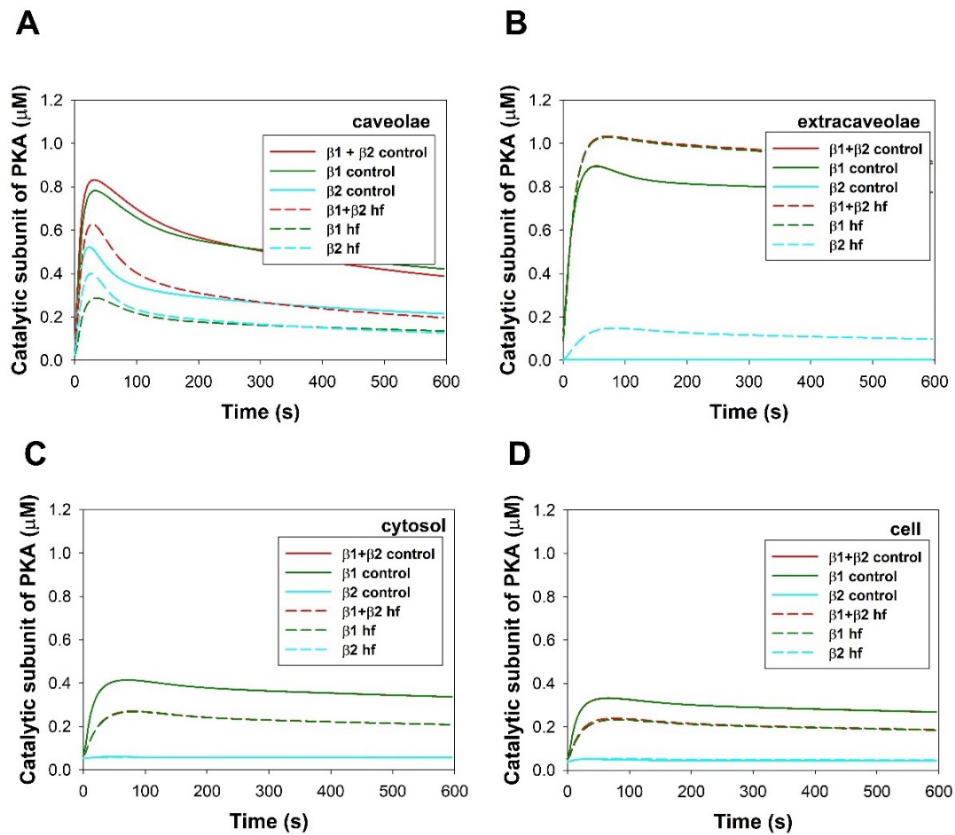 A
B
Catalytic subunit of PKA (μM)
1.2
1.0
0.8
0.6
0.4
0.2
0.0
caveolae
β1 + β2 control
β1 control
β2 control
β1+β2 hf
β1 hf
β2 hf
0 100 200 300 400 500 600
Time (s)
Catalytic subunit of PKA (μM)
1.2
1.0
0.8
0.6
0.4
0.2
0.0
extracaveolae
β1+β2 control
β1 control
β2 control
β1+β2 hf
β1 hf
β2 hf
0 100 200 300 400 500 600
Time (s)
C
D
Catalytic subunit of PKA (μM)
1.2
1.0
0.8
0.6
0.4
0.2
0.0
cytosol
β1+β2 control
β1 control
β2 control
β1+β2 hf
β1 hf
β2 hf
0 100 200 300 400 500 600
Time (s)
Catalytic subunit of PKA (μM)
1.2
1.0
0.8
0.6
0.4
0.2
0.0
cell
β1+β2 control
β1 control
β2 control
β1+β2 hf
β1 hf
β2 hf
0 100 200 300 400 500 600
Time (s)